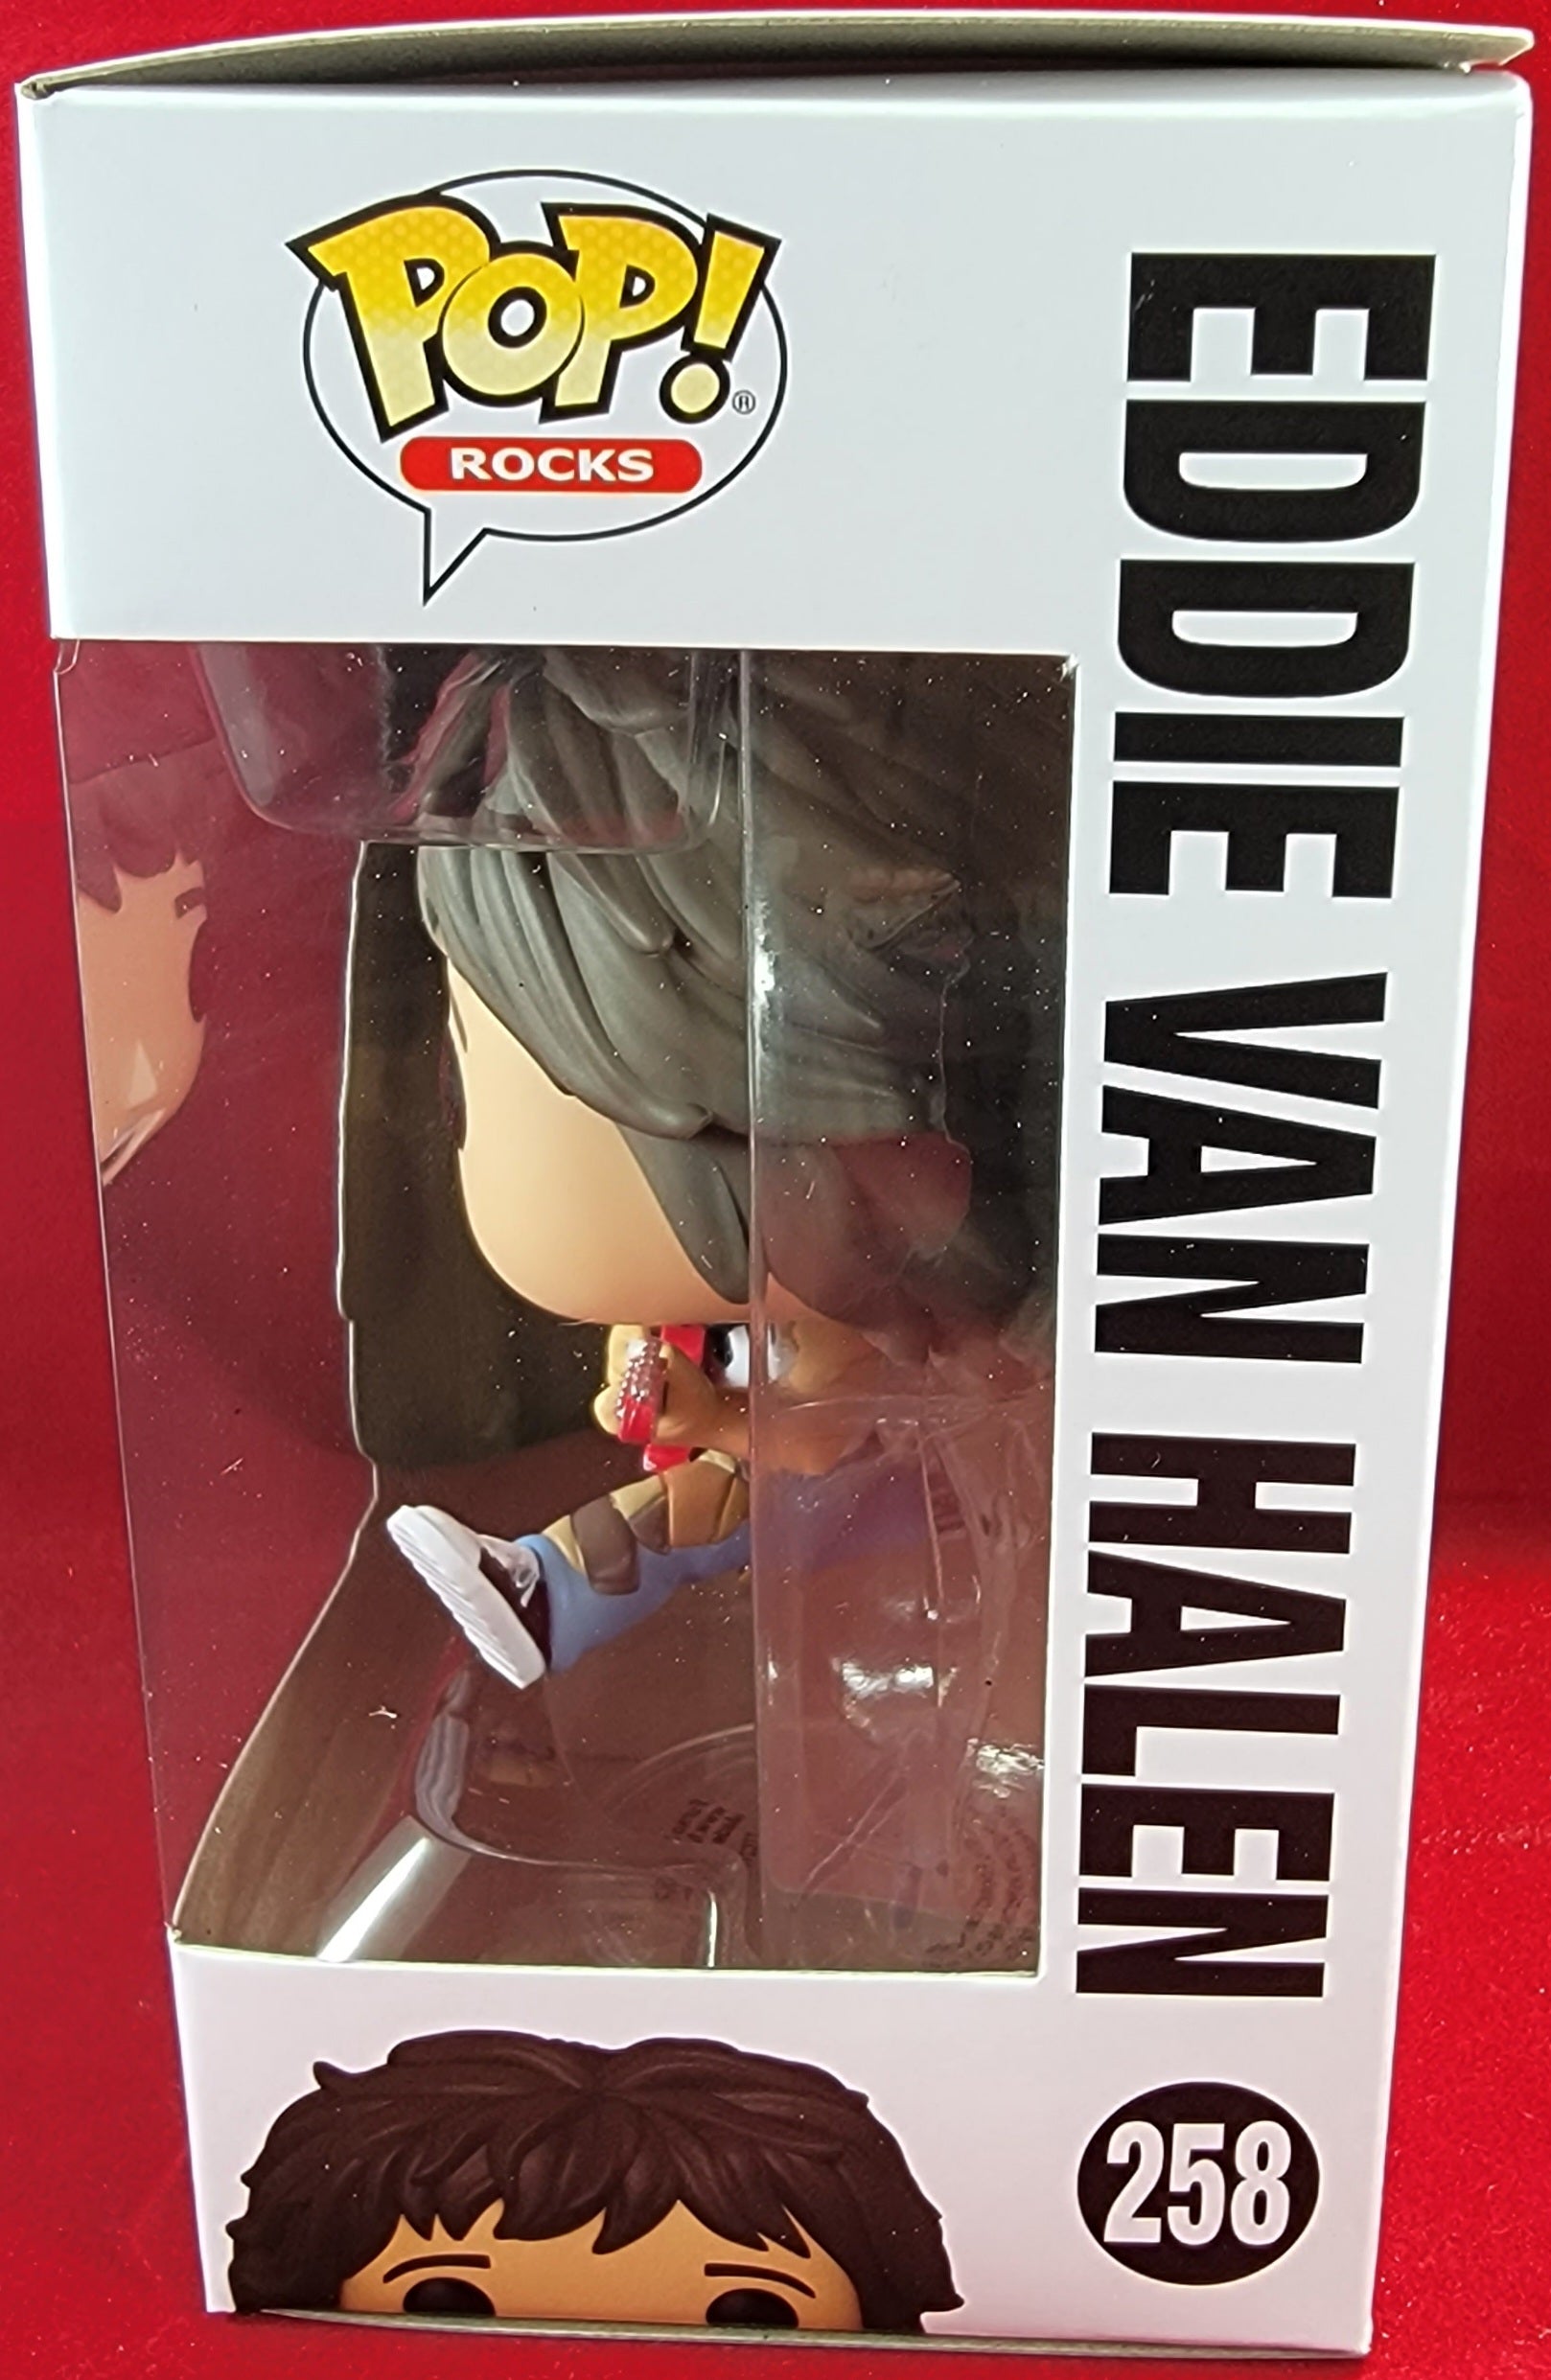 POP!®
ROCKS
EDDIE VAN HALEN
258